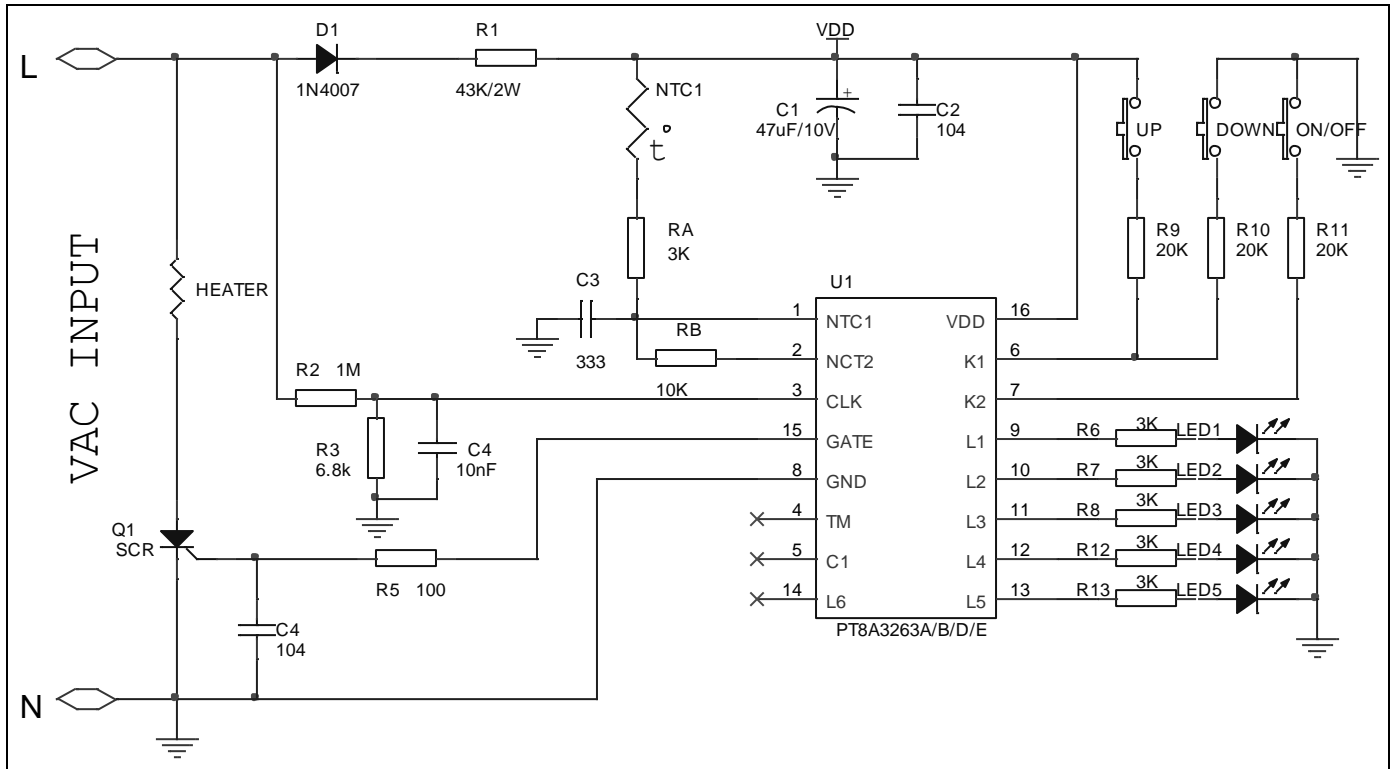 L
D1
1N4007
R1
43K/2W
NTC1
t°
VDD
C1
47uF/10V
+
C2
104
UP
DOWN
ON/OFF
R9
20K
R10
20K
R11
20K
VAC INPUT
HEATER
RA
3K
C3
333
RB
10K
R2 1M
R3
6.8k
C4
10nF
Q1
SCR
R5 100
C4
104
N
U1
1 NTC1
2 NCT2
3 CLK
15 GATE
8 GND
4 TM
5 C1
14 L6
VDD 16
K1 6
K2 7
L1 9
L2 10
L3 11
L4 12
L5 13
PT8A3263A/B/D/E
R6 3K LED1
R7 3K LED2
R8 3K LED3
R12 3K LED4
R13 3K LED5